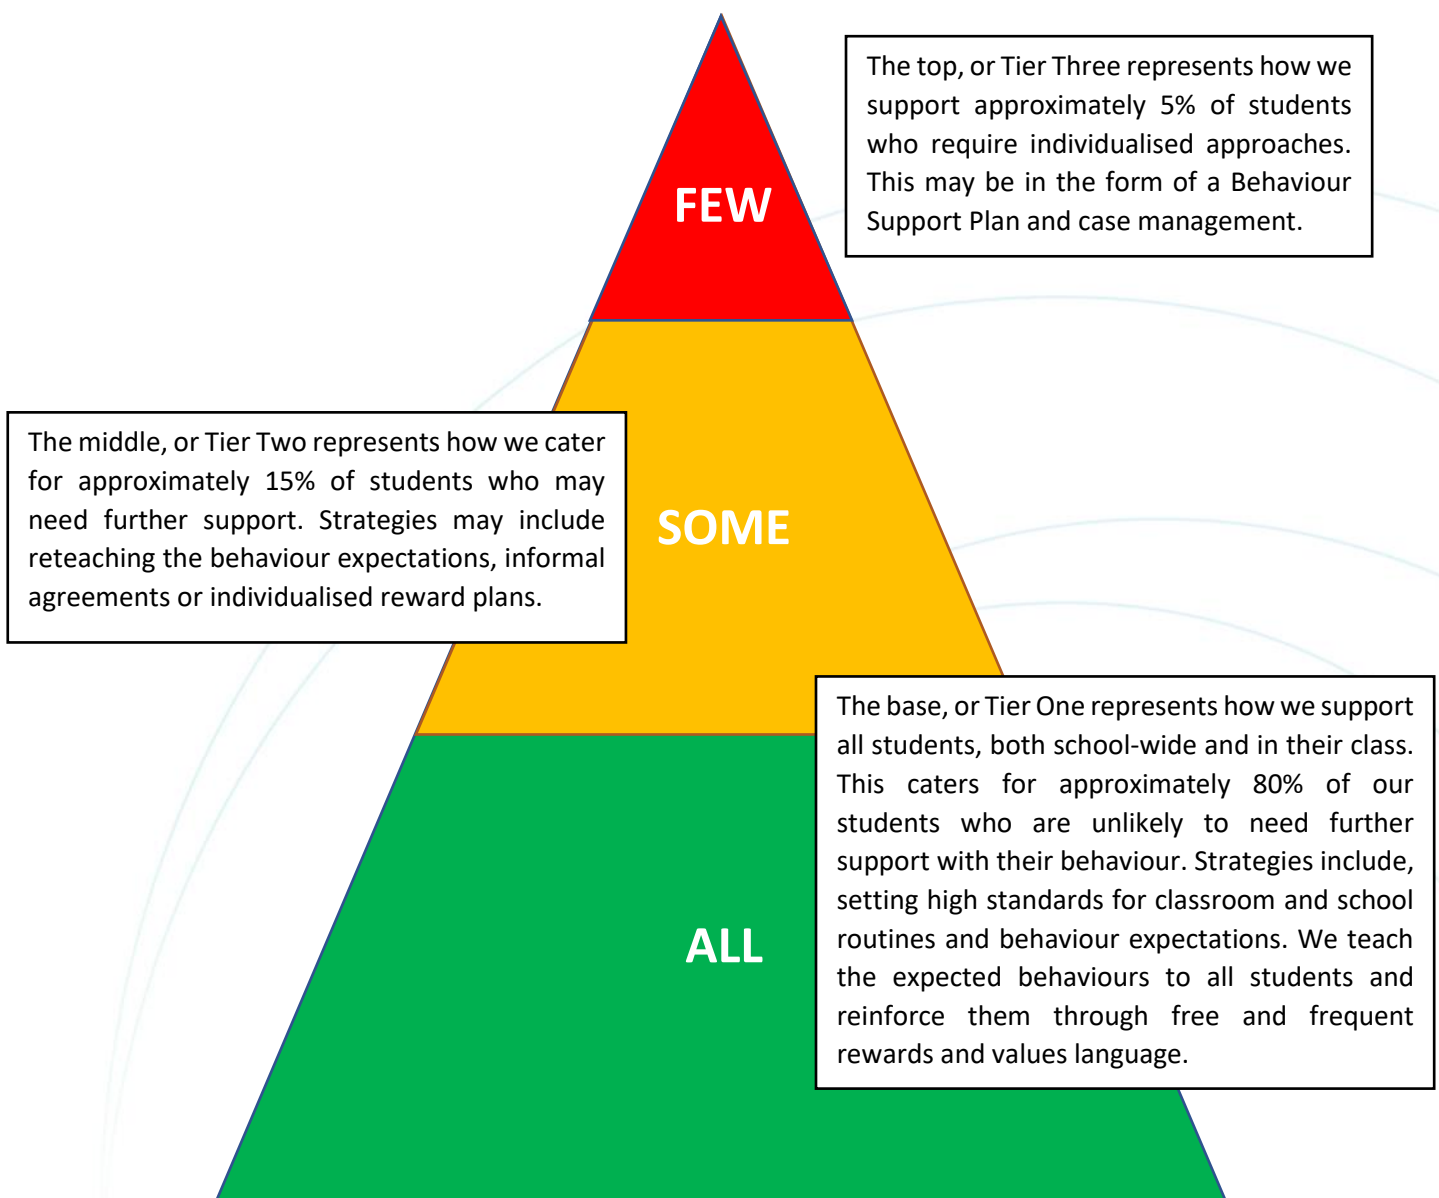 The top, or Tier Three represents how we
support approximately 5% of students
who require individualised approaches.
This may be in the form of a Behaviour
Support Plan and case management.
FEW
The middle, or Tier Two represents how we cater
for approximately 15% of students who may
need further support. Strategies may include
reteaching the behaviour expectations, informal
agreements or individualised reward plans.
SOME
The base, or Tier One represents how we support
all students, both school-wide and in their class.
This caters for approximately 80% of our
students who are unlikely to need further
support with their behaviour. Strategies include,
setting high standards for classroom and school
routines and behaviour expectations. We teach
the expected behaviours to all students and
reinforce them through free and frequent
rewards and values language.
ALL